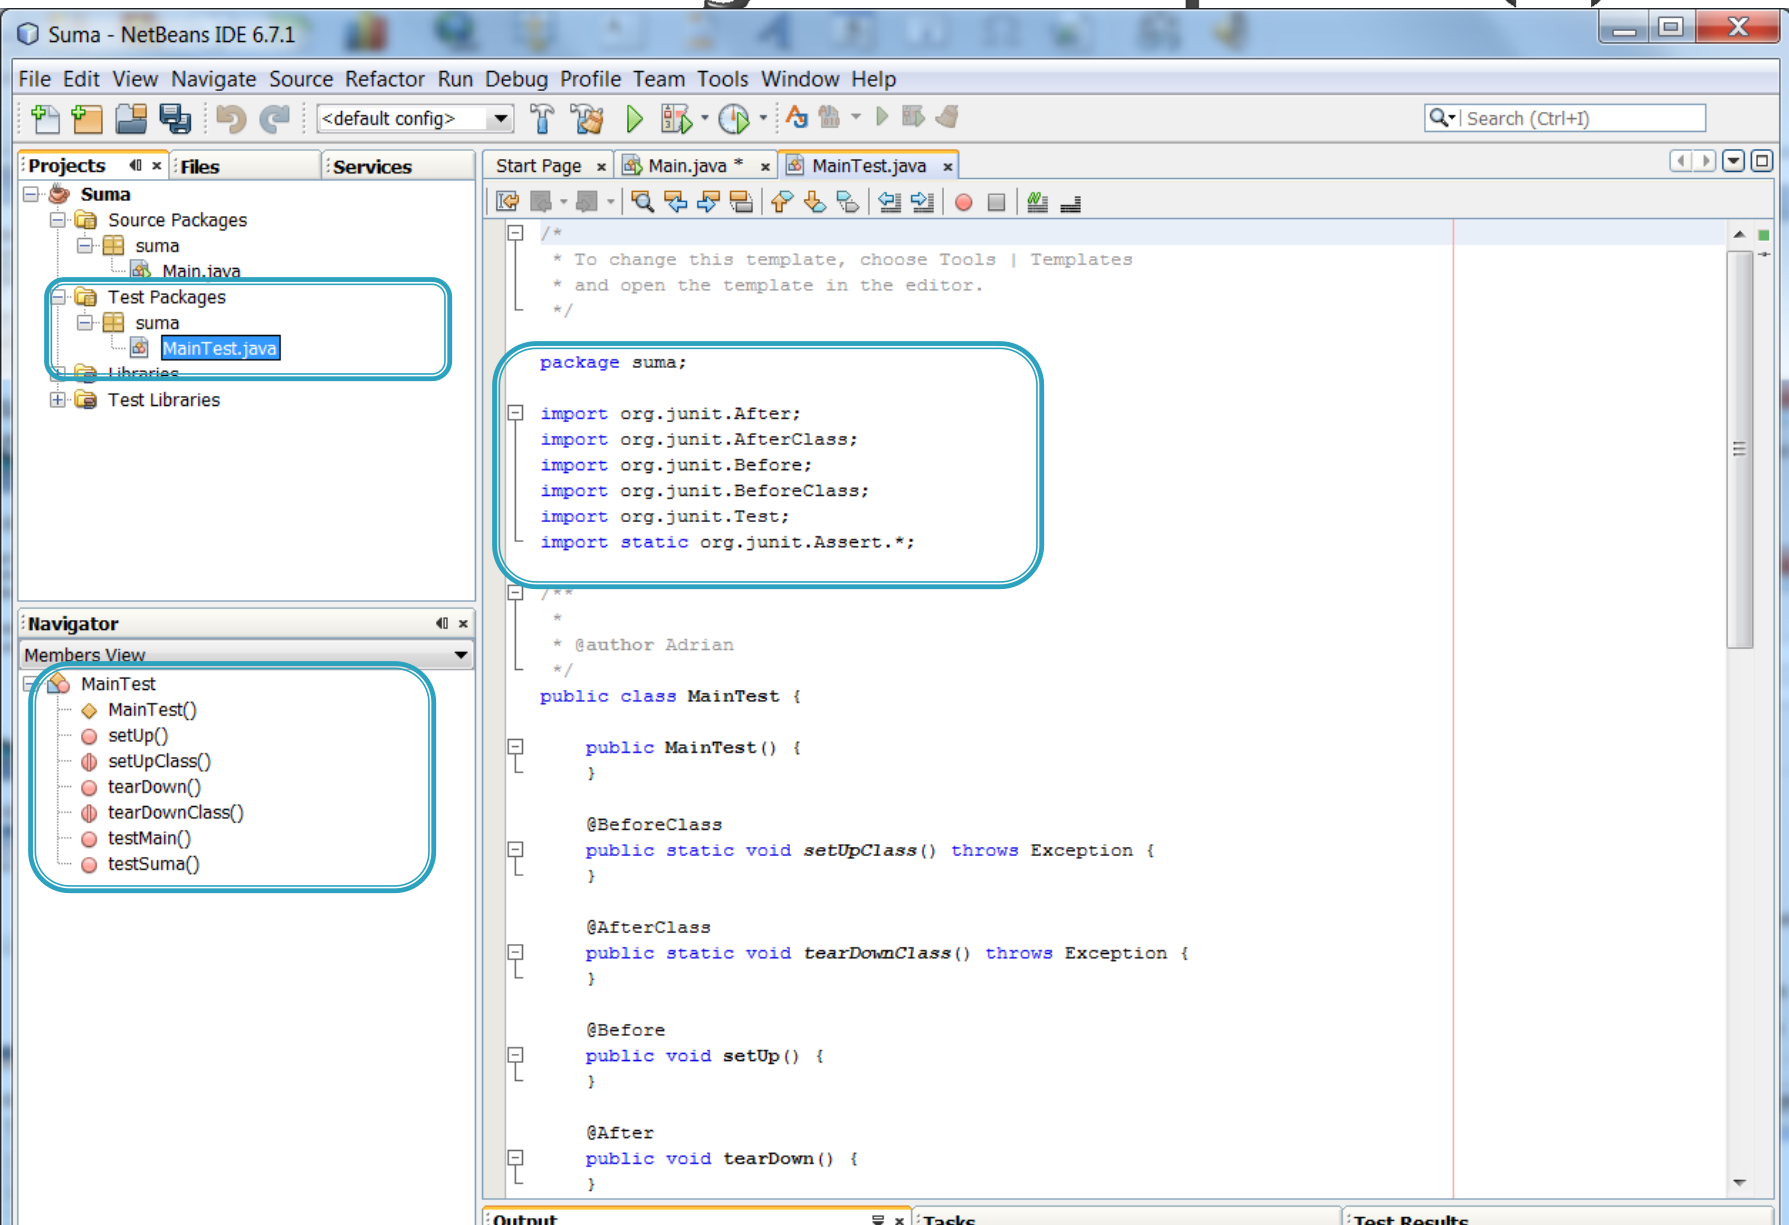 Suma - NetBeans IDE 6.7.1
File Edit View Navigate Source Refactor Run Debug Profile Team Tools Window Help
<default config>
Search (Ctrl+I)
Projects
Files
Services
Suma
Source Packages
suma
Main.java
Test Packages
suma
MainTest.java
Libraries
Test Libraries
Navigator
Members View
MainTest
MainTest()
setUp()
setUpClass()
tearDown()
tearDownClass()
testMain()
testSuma()
Start Page
Main.java *
MainTest.java
/*
* To change this template, choose Tools | Templates
* and open the template in the editor.
*/
package suma;
import org.junit.After;
import org.junit.AfterClass;
import org.junit.Before;
import org.junit.BeforeClass;
import org.junit.Test;
import static org.junit.Assert.*;
/**
*
* @author Adrian
*/
public class MainTest {
public MainTest() {
}
@BeforeClass
public static void setUpClass() throws Exception {
}
@AfterClass
public static void tearDownClass() throws Exception {
}
@Before
public void setUp() {
}
@After
public void tearDown() {
}
Output
Tasks
Test Results